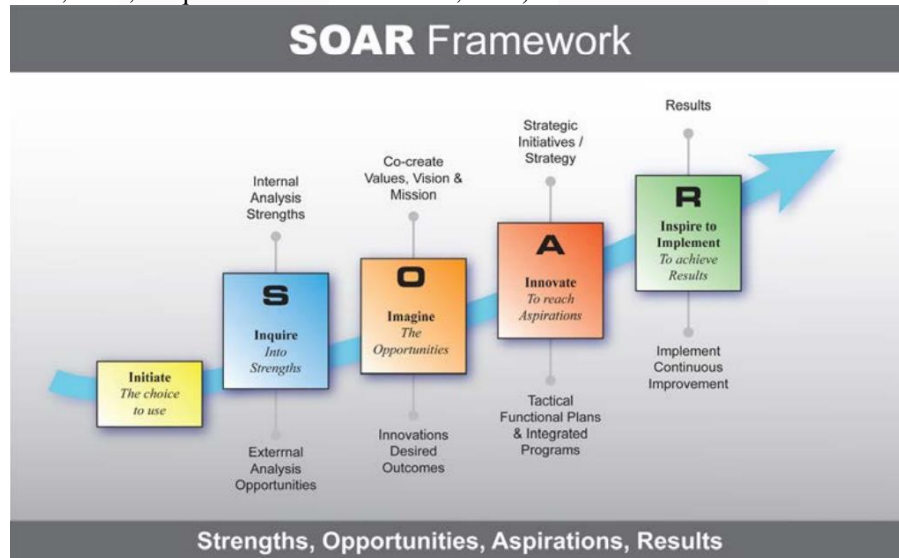 SOAR Framework
Results
Strategic
Initiatives /
Strategy
Co-create
Values, Vision &
Mission
Internal
Analysis
Strengths
R
Inspire to
Implement
To achieve
Results
A
Innovate
To reach
Aspirations
O
Imagine
The
Opportunities
S
Inquire
Into
Strengths
Initiate
The choice
to use
Implement
Continuous
Improvement
Tactical
Functional Plans
& Integrated
Programs
Innovations
Desired
Outcomes
Exterrnal
Analysis
Opportunities
Strengths, Opportunities, Aspirations, Results